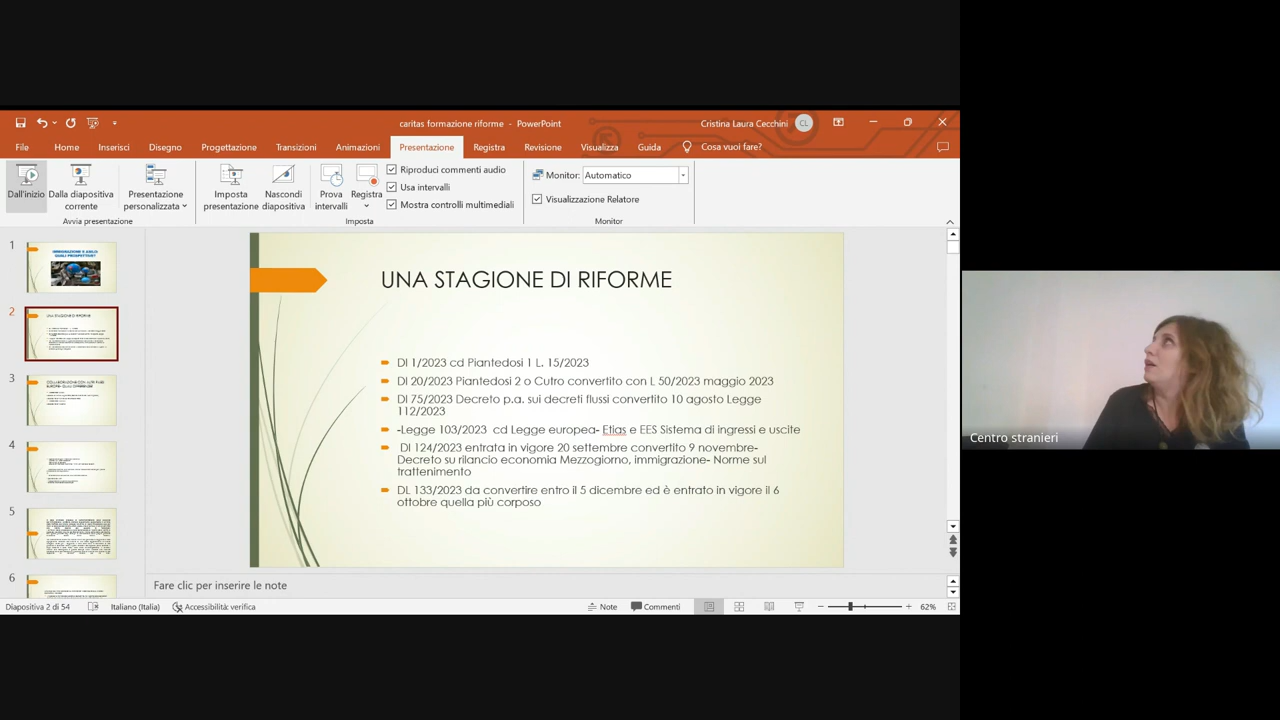 caritas formazione riforme - PowerPoint
Cristina Laura Cecchini CL
File Home Inserisci Disegno Progettazione Transizioni Animazioni Presentazione Registra Revisione Visualizza Guida Cosa vuoi fare?
Dall'inizio
Dalla diapositiva corrente
Presentazione personalizzata
Avvia presentazione
Imposta presentazione
Nascondi diapositiva
Prova intervalli
Registra
Riproduci commenti audio
Usa intervalli
Mostra controlli multimediali
Imposta
Monitor: Automatico
Visualizzazione Relatore
Monitor
1
2
3
4
5
6
UNA STAGIONE DI RIFORME
Dl 1/2023 cd Piantedosi 1 L. 15/2023
Dl 20/2023 Piantedosi 2 o Cutro convertito con L 50/2023 maggio 2023
Dl 75/2023 Decreto p.a. sui decreti flussi convertito 10 agosto Legge
112/2023
-Legge 103/2023 cd Legge europea- Etias e EES Sistema di ingressi e uscite
Dl 124/2023 entrata in vigore 20 settembre convertito 9 novembre-
Decreto su rilancio economia Mezzogiorno, immigrazione- Norme sul
trattenimento
DL 133/2023 da convertire entro il 5 dicembre ed è entrato in vigore il 6
ottobre quella più corposo
Centro stranieri
Fare clic per inserire le note
Diapositiva 2 di 54 Italiano (Italia) Accessibilità: verifica Note Commenti 62%